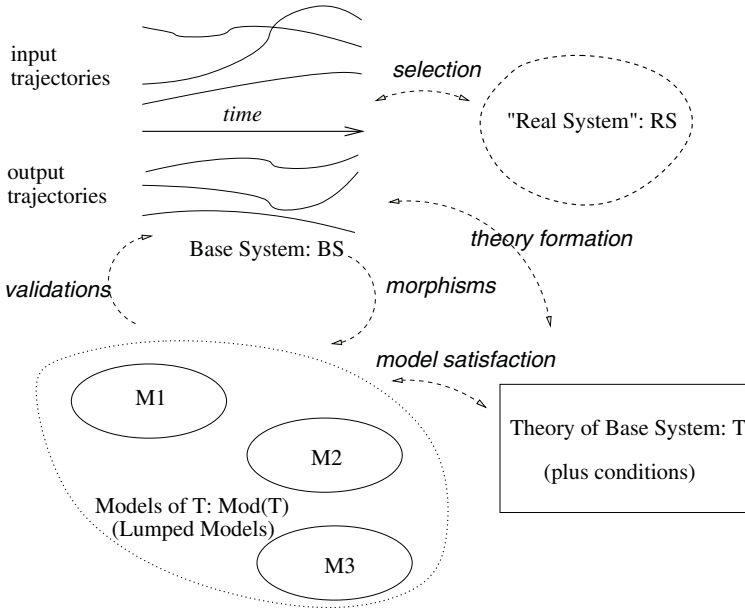 input
trajectories
selection
time
"Real System": RS
output
trajectories
theory formation
Base System: BS
validations
morphisms
model satisfaction
M1
Theory of Base System: T
M2
(plus conditions)
Models of T: Mod(T)
(Lumped Models)
M3